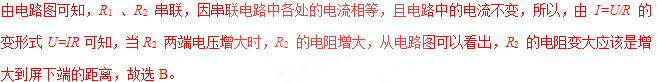 由电路图可知，R1 、R2 串联，因串联电路中各处的电流相等，且电路中的电流不变，所以，由 I=U/R 的
变形式 U=IR 可知，当 R2 两端电压增大时，R2 的电阻增大，从电路图可以看出，R2 的电阻变大应该是增
大到屏下端的距离，故选 B。